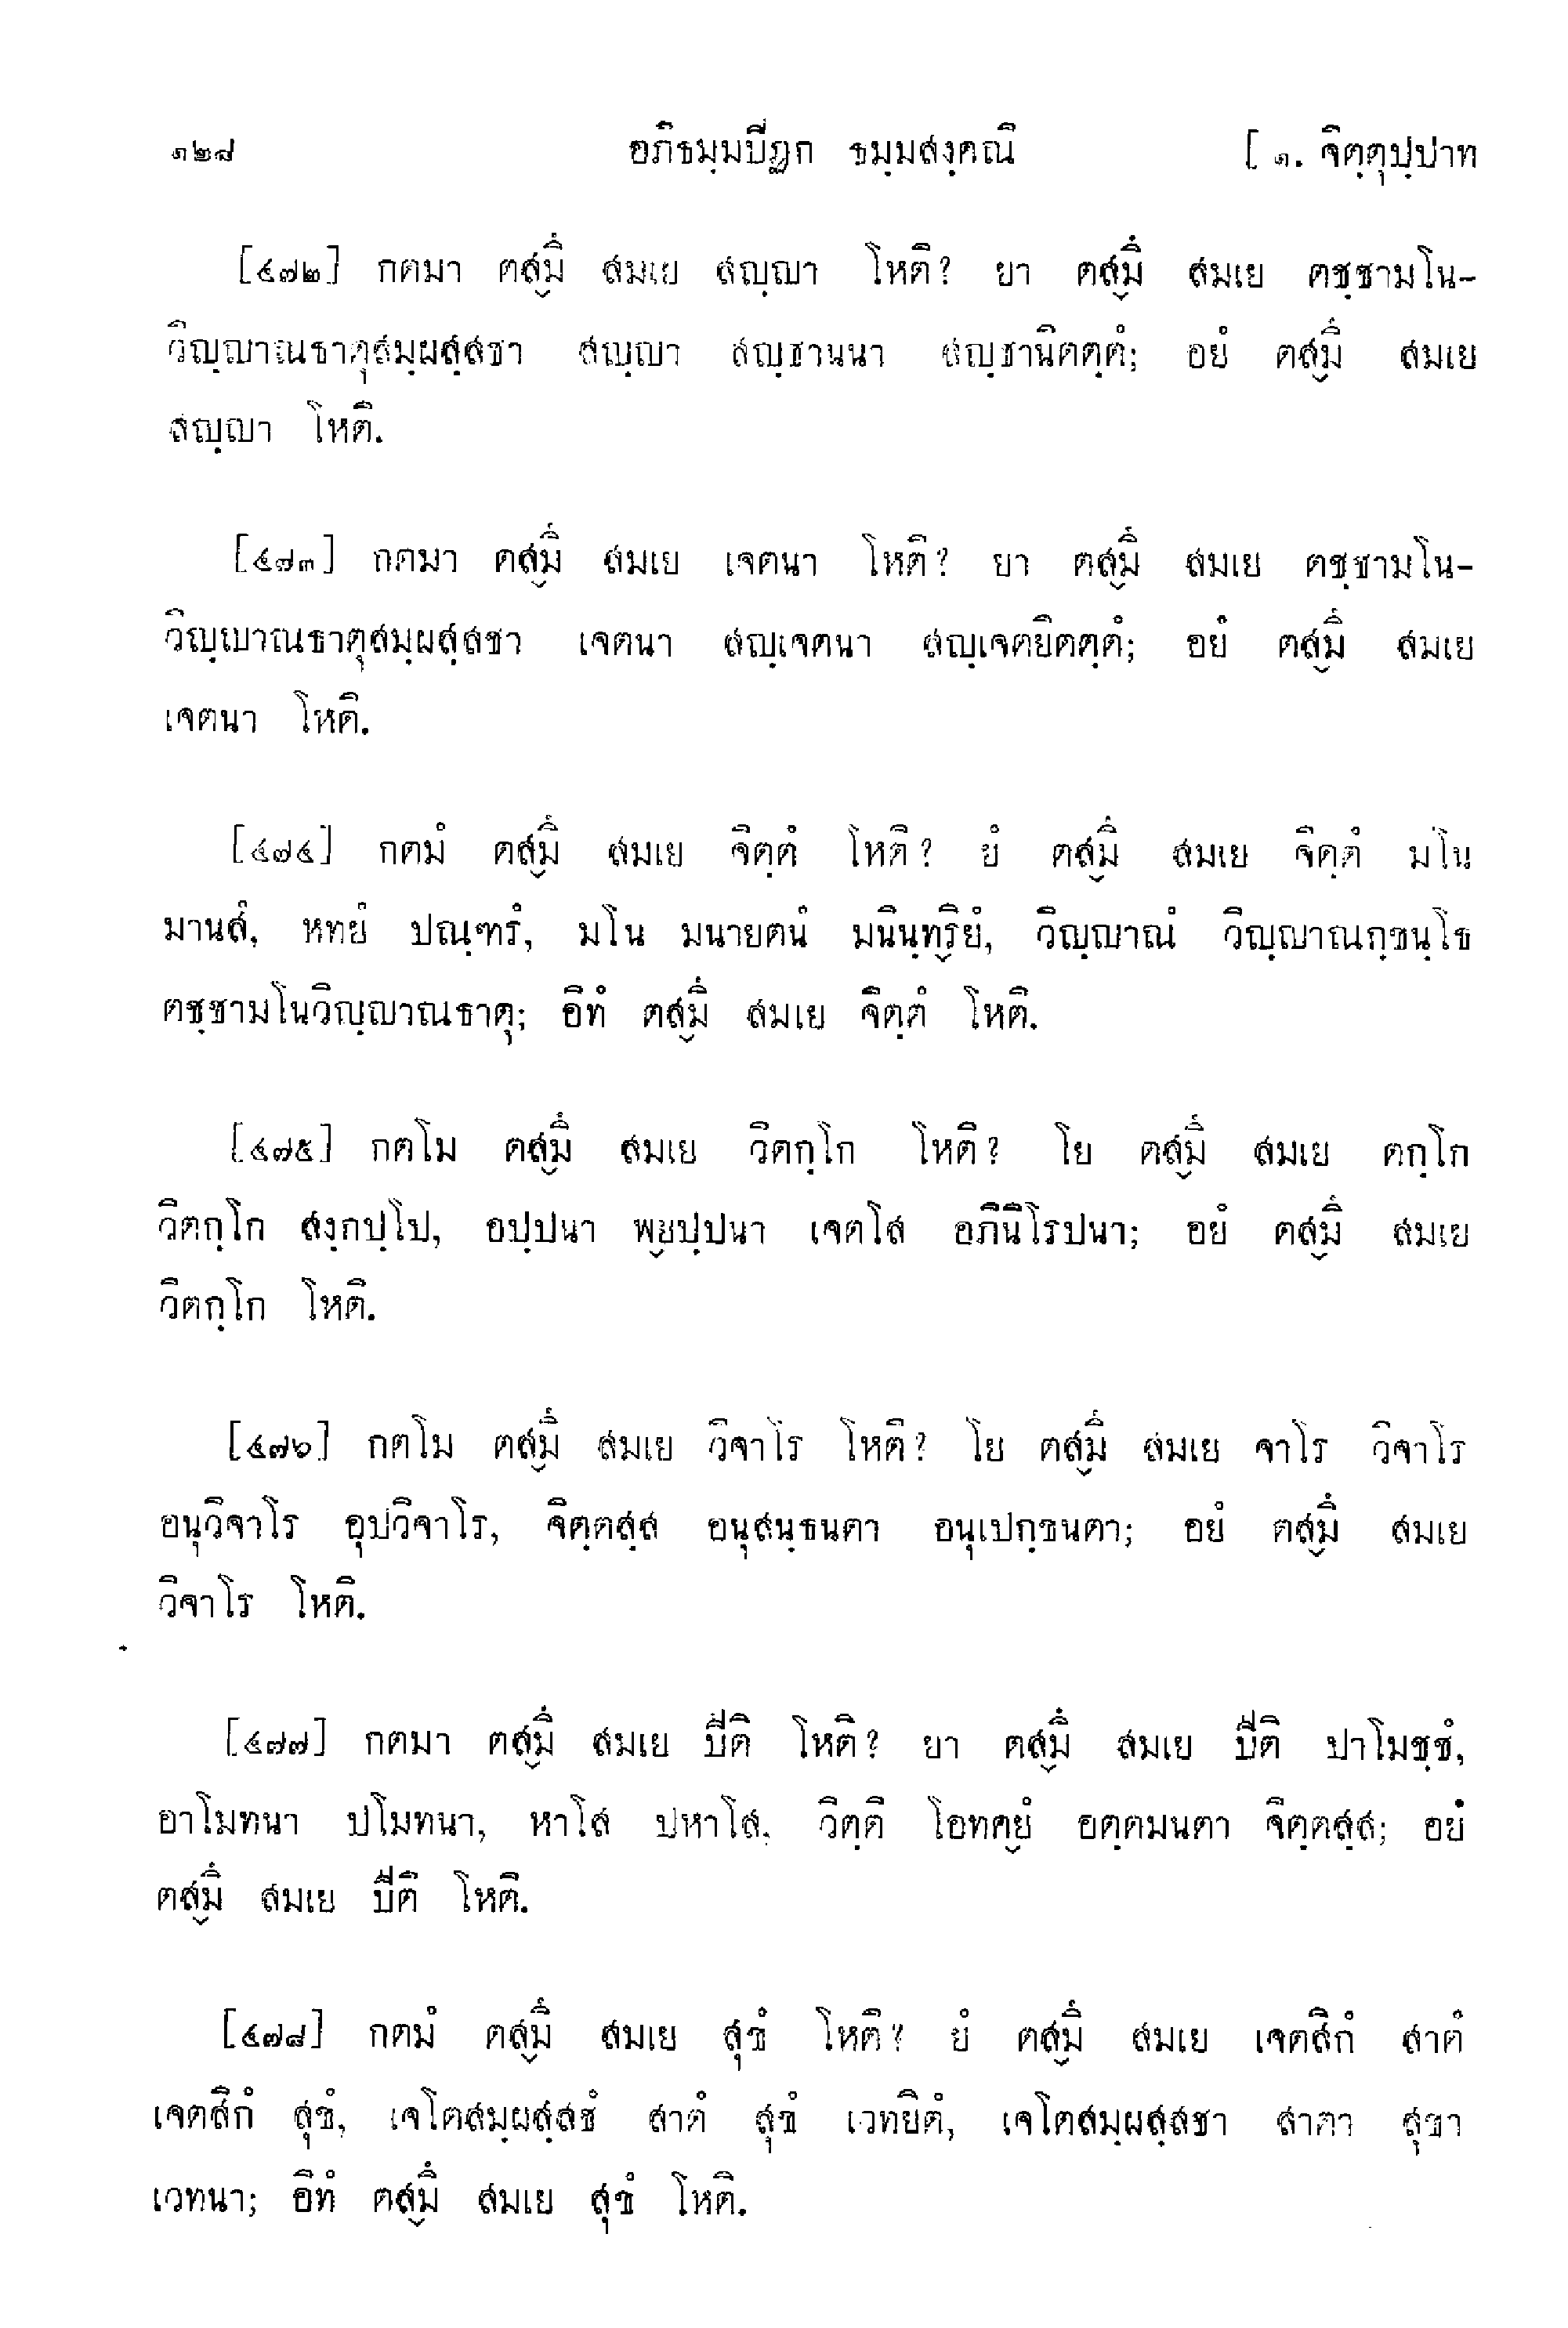 ๑๒๘ อภิธมฺมปิฏก ธมฺมสงฺคณี [ ๑. จิตฺตุปฺปาท
[๔๗๒] กตมา ตสฺมึ สมเย สญฺญา โหติ? ยา ตสฺมึ สมเย ตชฺชามโน-
วิญฺญาณธาตุสมฺผสฺสชา สญฺญา สญฺชานนา สญฺชานิตตฺตํ; อยํ ตสฺมึ สมเย
สญฺญา โหติ.
[๔๗๓] กตมา ตสฺมึ สมเย เจตนา โหติ? ยา ตสฺมึ สมเย ตชฺชามโน-
วิญฺญาณธาตุสมฺผสฺสชา เจตนา สญฺเจตนา สญฺเจตยิตตฺตํ; อยํ ตสฺมึ สมเย
เจตนา โหติ.
[๔๗๔] กตมํ ตสฺมึ สมเย จิตฺตํ โหติ? ยํ ตสฺมึ สมเย จิตฺตํ มโน
มานสํ, หทยํ ปณฺฑรํ, มโน มนายตนํ มนินฺทฺริยํ, วิญฺญาณํ วิญฺญาณกฺขนฺโธ
ตชฺชามโนวิญฺญาณธาตุ; อิทํ ตสฺมึ สมเย จิตฺตํ โหติ.
[๔๗๕] กตโม ตสฺมึ สมเย วิตกฺโก โหติ? โย ตสฺมึ สมเย ตกฺโก
วิตกฺโก สงฺกปฺโป, อปฺปนา พฺยปฺปนา เจตโส อภินิโรปนา; อยํ ตสฺมึ สมเย
วิตกฺโก โหติ.
[๔๗๖] กตโม ตสฺมึ สมเย วิจาโร โหติ? โย ตสฺมึ สมเย จาโร วิจาโร
อนุวิจาโร อุปวิจาโร, จิตฺตสฺส อนุสนฺธนตา อนุเปกฺขนตา; อยํ ตสฺมึ สมเย
วิจาโร โหติ.
[๔๗๗] กตมา ตสฺมึ สมเย ปีติ โหติ? ยา ตสฺมึ สมเย ปีติ ปาโมชฺชํ,
อาโมทนา ปโมทนา, หาโส ปหาโส, วิตฺติ โอทคฺยํ อตฺตมนตา จิตฺตสฺส; อยํ
ตสฺมึ สมเย ปีติ โหติ.
[๔๗๘] กตมํ ตสฺมึ สมเย สุขํ โหติ? ยํ ตสฺมึ สมเย เจตสิกํ สาตํ
เจตสิกํ สุขํ, เจโตสมฺผสฺสชํ สาตํ สุขํ เวทยิตํ, เจโตสมฺผสฺสชา สาตา สุขา
เวทนา; อิทํ ตสฺมึ สมเย สุขํ โหติ.